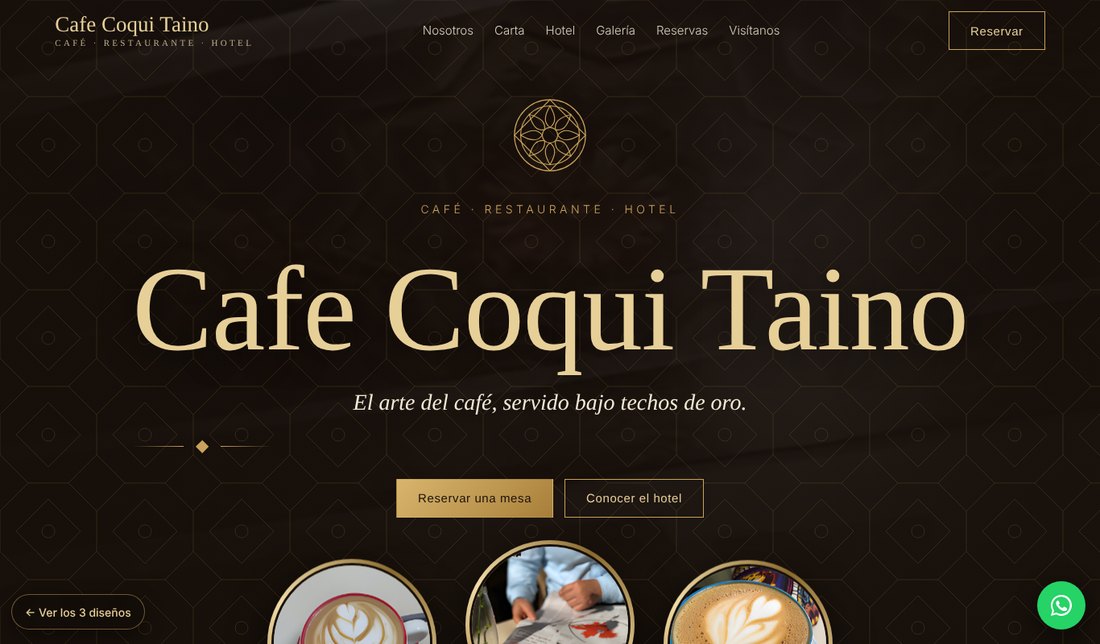 Cafe Coqui Taino
CAFÉ · RESTAURANTE · HOTEL
Nosotros Carta Hotel Galería Reservas Visítanos
Reservar
CAFÉ · RESTAURANTE · HOTEL
Cafe Coqui Taino
El arte del café, servido bajo techos de oro.
Reservar una mesa Conocer el hotel
← Ver los 3 diseños